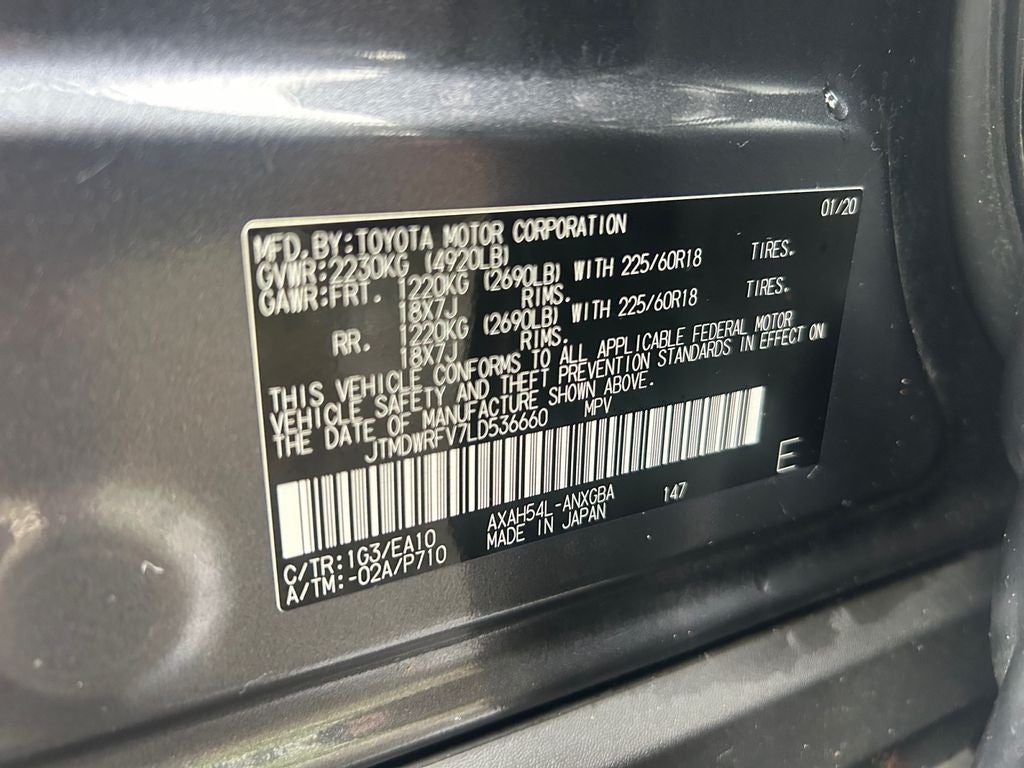 01/20
MFD. BY: TOYOTA MOTOR CORPORATION
GVWR: 2230KG (4920LB)
GAWR: FRT. 1220KG (2690LB) WITH 225/60R18 TIRES.
18X7J RIMS.
RR. 1220KG (2690LB) WITH 225/60R18 TIRES.
18X7J RIMS.
THIS VEHICLE CONFORMS TO ALL APPLICABLE FEDERAL MOTOR
VEHICLE SAFETY AND THEFT PREVENTION STANDARDS IN EFFECT ON
THE DATE OF MANUFACTURE SHOWN ABOVE.
JTMDWRFV7LD536660 MPV
E
C/TR: 1G3/EA10 AXAH54L-ANXGBA 147
A/TM: -02A/P710 MADE IN JAPAN